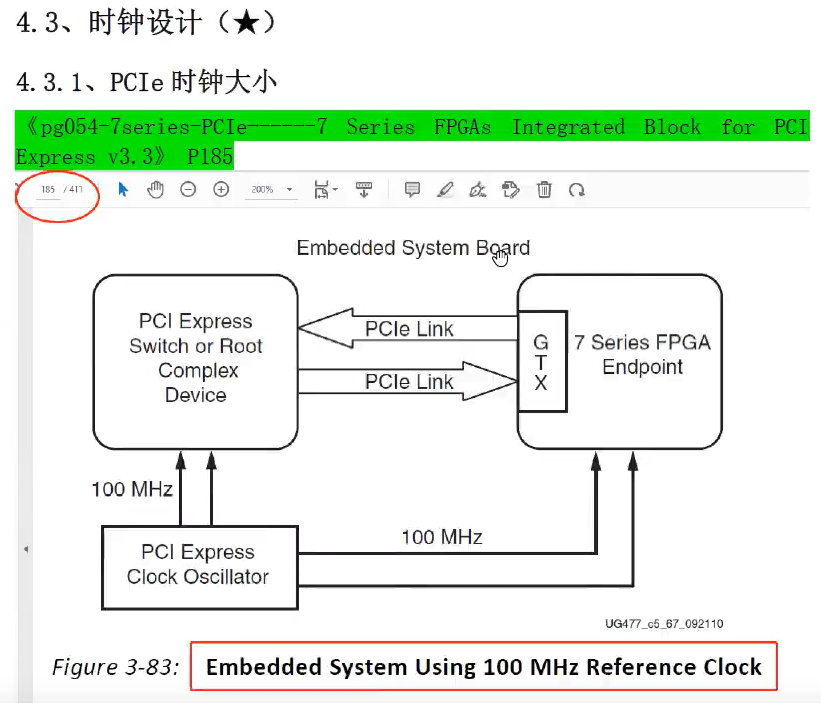 4.3、时钟设计（★）
4.3.1、PCIe 时钟大小
《pg054-7series-PCIe------7 Series FPGAs Integrated Block for PCI
Express v3.3》 P185
185 / 411
200%
Embedded System Board
PCI Express
Switch or Root
Complex
Device
PCIe Link
PCIe Link
G
T
X
7 Series FPGA
Endpoint
100 MHz
PCI Express
Clock Oscillator
100 MHz
UG477_c5_67_092110
Figure 3-83: Embedded System Using 100 MHz Reference Clock